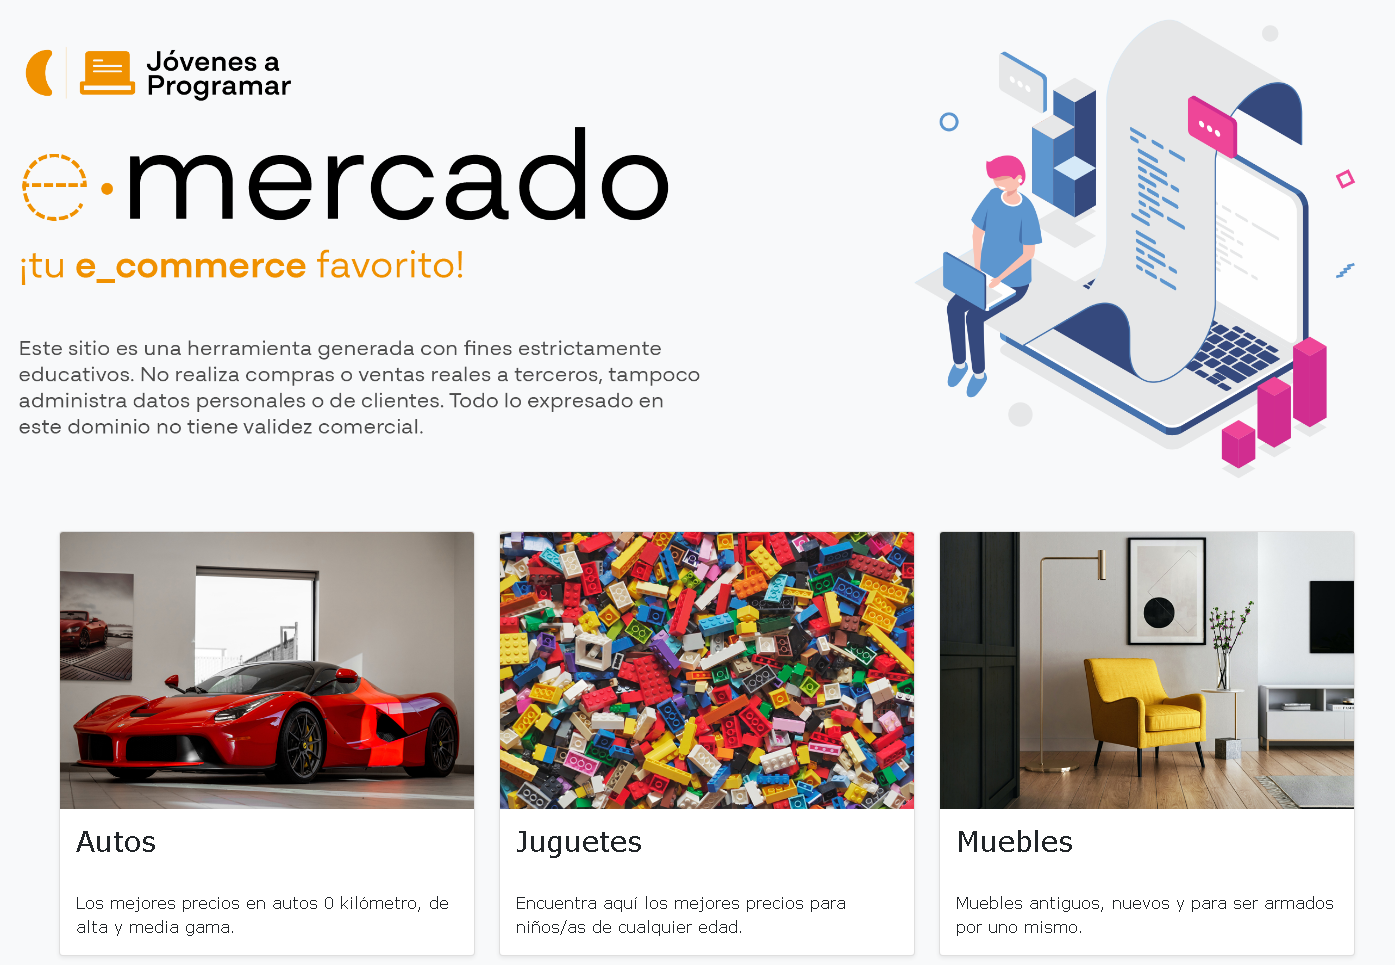 Jóvenes a
Programar
e·mercado
¡tu e_commerce favorito!
Este sitio es una herramienta generada con fines estrictamente
educativos. No realiza compras o ventas reales a terceros, tampoco
administra datos personales o de clientes. Todo lo expresado en
este dominio no tiene validez comercial.
Autos
Los mejores precios en autos 0 kilómetro, de
alta y media gama.
Juguetes
Encuentra aquí los mejores precios para
niños/as de cualquier edad.
Muebles
Muebles antiguos, nuevos y para ser armados
por uno mismo.